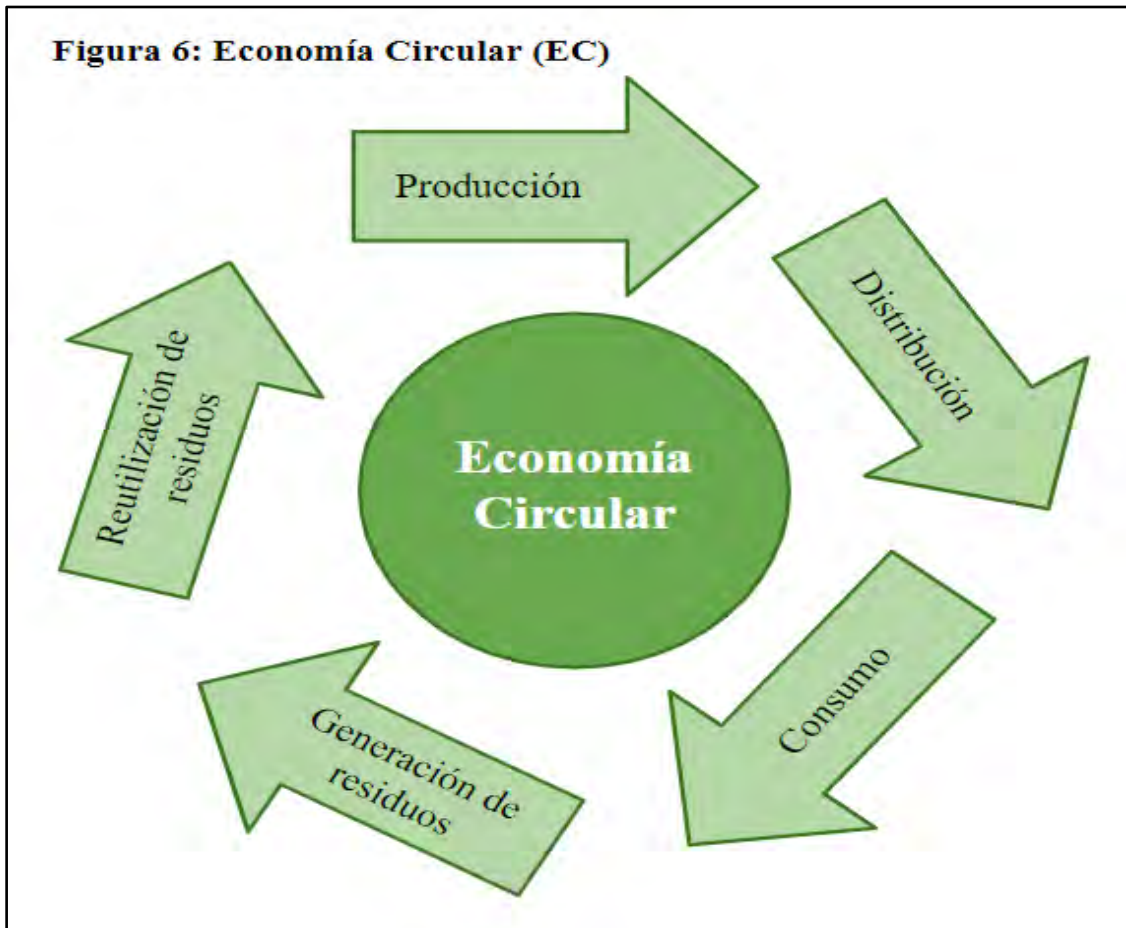 Figura 6: Economía Circular (EC)
Producción
Distribución
Consumo
Generación de
residuos
Reutilización de
residuos
Economía
Circular